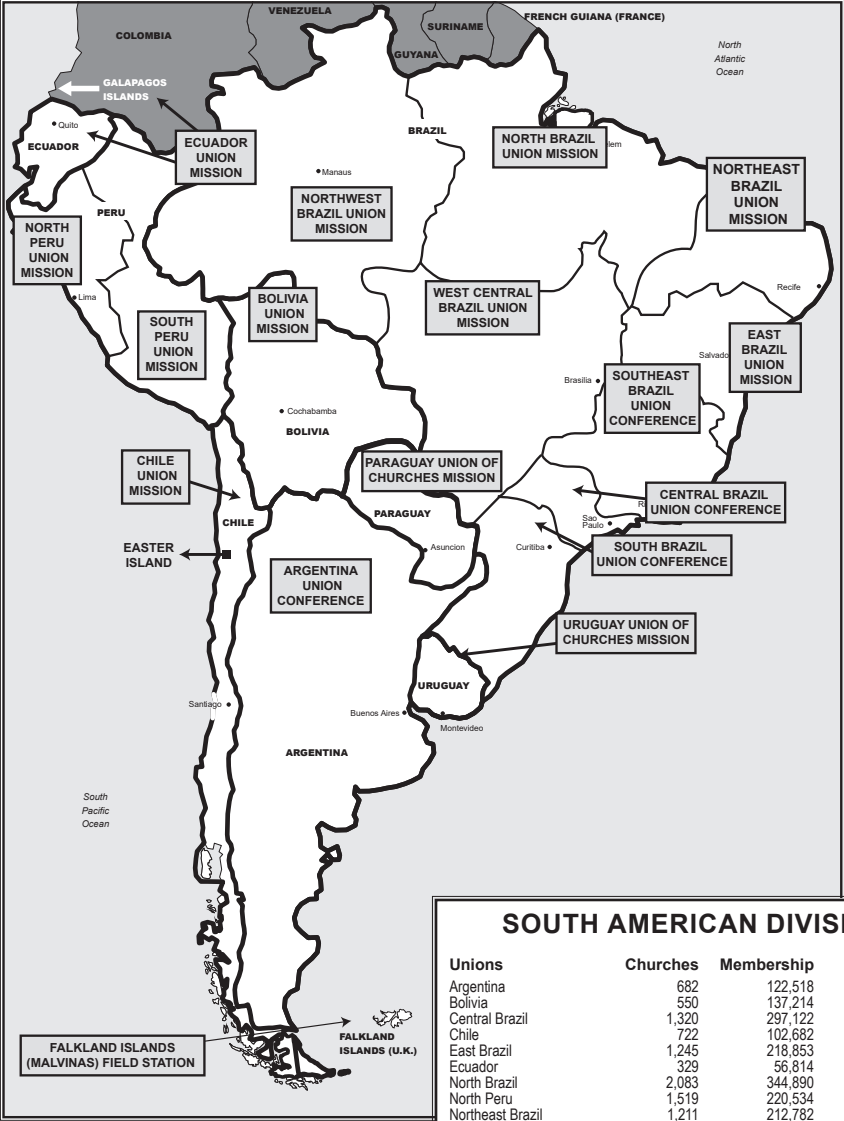 COLOMBIA
VENEZUELA
SURINAME
GUYANA
FRENCH GUIANA (FRANCE)
North
Atlantic
Ocean
GALAPAGOS
ISLANDS
Quito
ECUADOR
ECUADOR
UNION
MISSION
BRAZIL
NORTH BRAZIL
UNION MISSION
lem
Manaus
NORTHEAST
BRAZIL
UNION
MISSION
NORTHWEST
BRAZIL UNION
MISSION
PERU
NORTH
PERU
UNION
MISSION
Lima
Recife
BOLIVIA
UNION
MISSION
WEST CENTRAL
BRAZIL UNION
MISSION
SOUTH
PERU
UNION
MISSION
EAST
BRAZIL
UNION
MISSION
Salvado
Brasilia
SOUTHEAST
BRAZIL
UNION
CONFERENCE
Cochabamba
BOLIVIA
CHILE
UNION
MISSION
PARAGUAY UNION OF
CHURCHES MISSION
CENTRAL BRAZIL
UNION CONFERENCE
Ri
CHILE
PARAGUAY
Sao
Paulo
EASTER
ISLAND
Asuncion
Curitiba
SOUTH BRAZIL
UNION CONFERENCE
ARGENTINA
UNION
CONFERENCE
URUGUAY UNION OF
CHURCHES MISSION
URUGUAY
Santiago
Buenos Aires
Montevideo
ARGENTINA
South
Pacific
Ocean
FALKLAND ISLANDS
(MALVINAS) FIELD STATION
FALKLAND
ISLANDS (U.K.)
SOUTH AMERICAN DIVISI
Unions Churches Membership
Argentina 682 122,518
Bolivia 550 137,214
Central Brazil 1,320 297,122
Chile 722 102,682
East Brazil 1,245 218,853
Ecuador 329 56,814
North Brazil 2,083 344,890
North Peru 1,519 220,534
Northeast Brazil 1,211 212,782